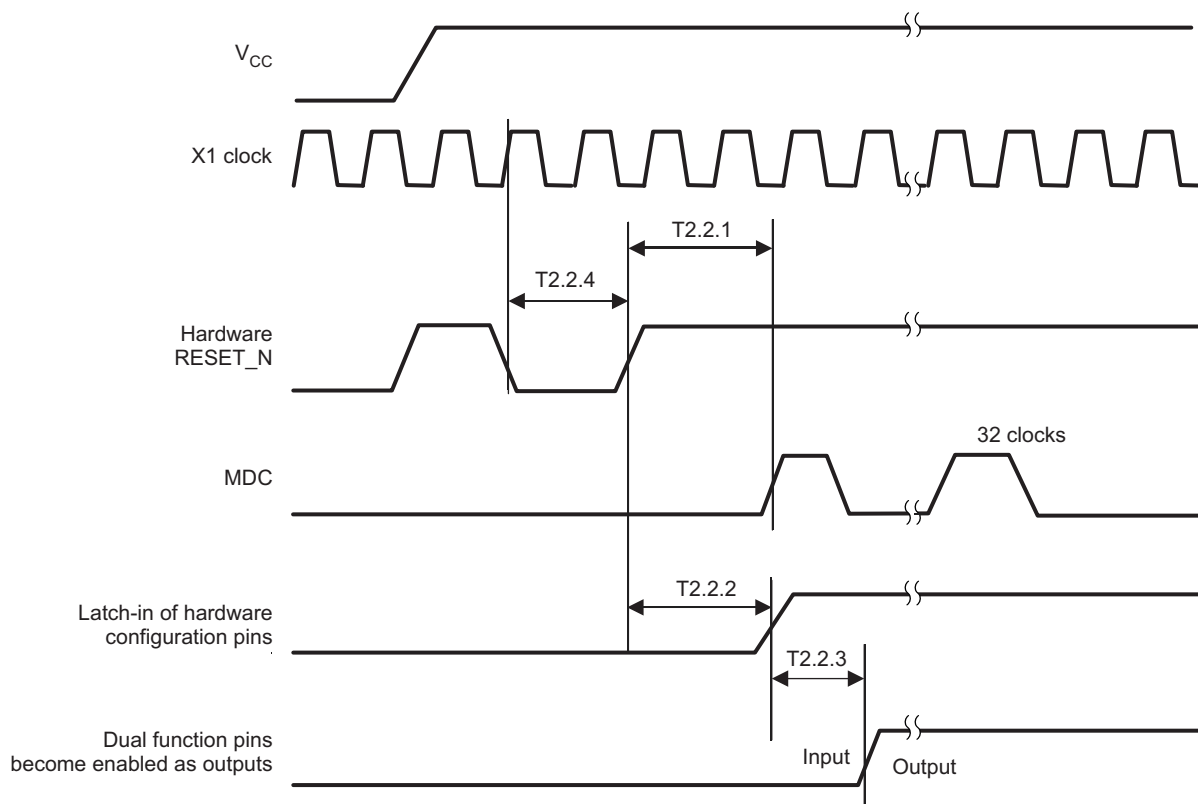 VCC
X1 clock
T2.2.1
T2.2.4
Hardware
RESET_N
32 clocks
MDC
T2.2.2
Latch-in of hardware
configuration pins
T2.2.3
Dual function pins
become enabled as outputs
Input
Output